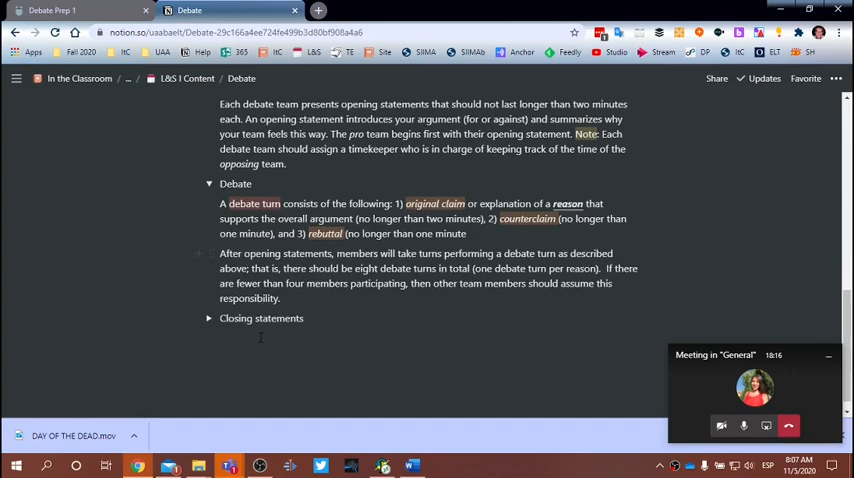 Debate Prep 1
Debate
notion.so/uaabaelt/Debate-29c166a4ee724fe499b3d80bf908a4a6
Apps Fall 2020 ItC UAA Help 365 ItC L&S TE Site SIIMA SIIMAb Anchor Feedly Studio Stream DP ItC ELT SH
In the Classroom / ... / L&S I Content / Debate Share Updates Favorite
Each debate team presents opening statements that should not last longer than two minutes
each. An opening statement introduces your argument (for or against) and summarizes why
your team feels this way. The pro team begins first with their opening statement. Note: Each
debate team should assign a timekeeper who is in charge of keeping track of the time of the
opposing team.
Debate
A debate turn consists of the following: 1) original claim or explanation of a reason that
supports the overall argument (no longer than two minutes), 2) counterclaim (no longer than
one minute), and 3) rebuttal (no longer than one minute
After opening statements, members will take turns performing a debate turn as described
above; that is, there should be eight debate turns in total (one debate turn per reason). If there
are fewer than four members participating, then other team members should assume this
responsibility.
Closing statements
Meeting in "General" 18:16
DAY OF THE DEAD.mov
ESP
8:07 AM
11/5/2020